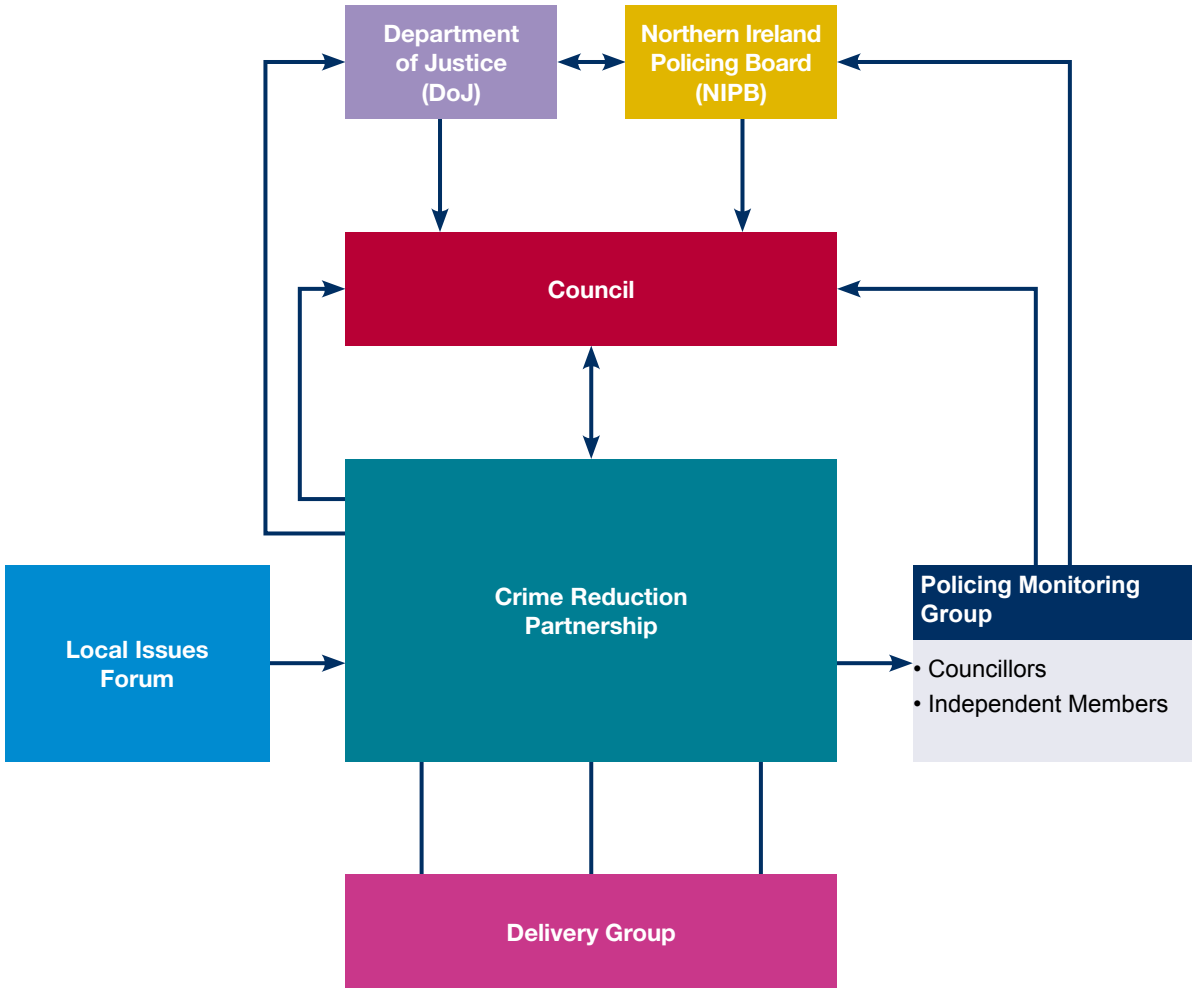 Department
of Justice
(DoJ)
Northern Ireland
Policing Board
(NIPB)
Council
Crime Reduction
Partnership
Local Issues
Forum
Policing Monitoring
Group
• Councillors
• Independent Members
Delivery Group